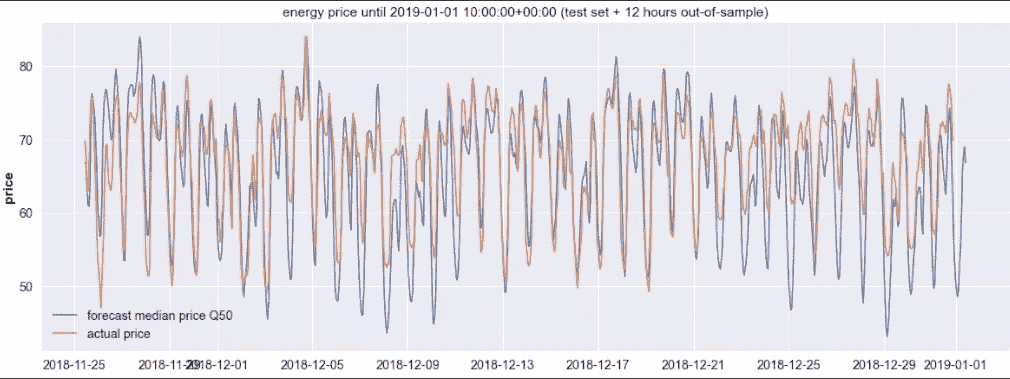 energy price until 2019-01-01 10:00:00+00:00 (test set + 12 hours out-of-sample)
80
70
60
50
price
forecast median price Q50
actual price
2018-11-25 2018-11-29 2018-12-01 2018-12-05 2018-12-09 2018-12-13 2018-12-17 2018-12-21 2018-12-25 2018-12-29 2019-01-01